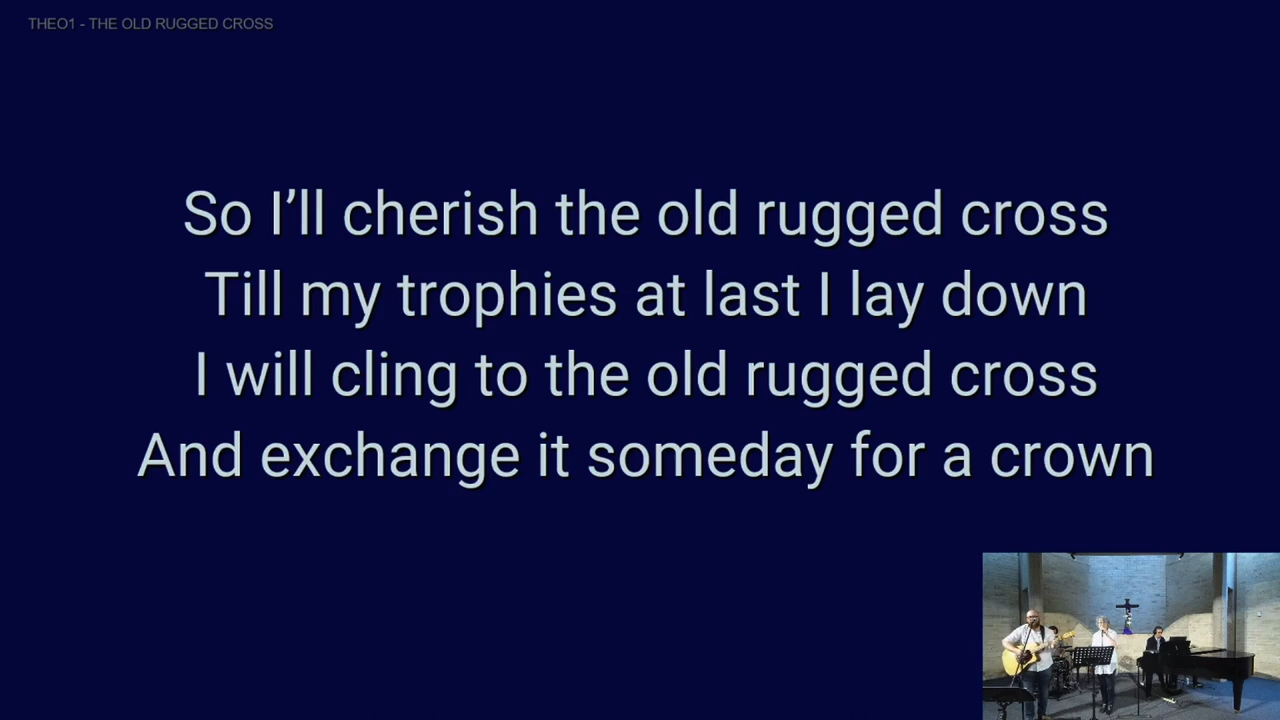 THEO1 - THE OLD RUGGED CROSS
So I’ll cherish the old rugged cross
Till my trophies at last I lay down
I will cling to the old rugged cross
And exchange it someday for a crown